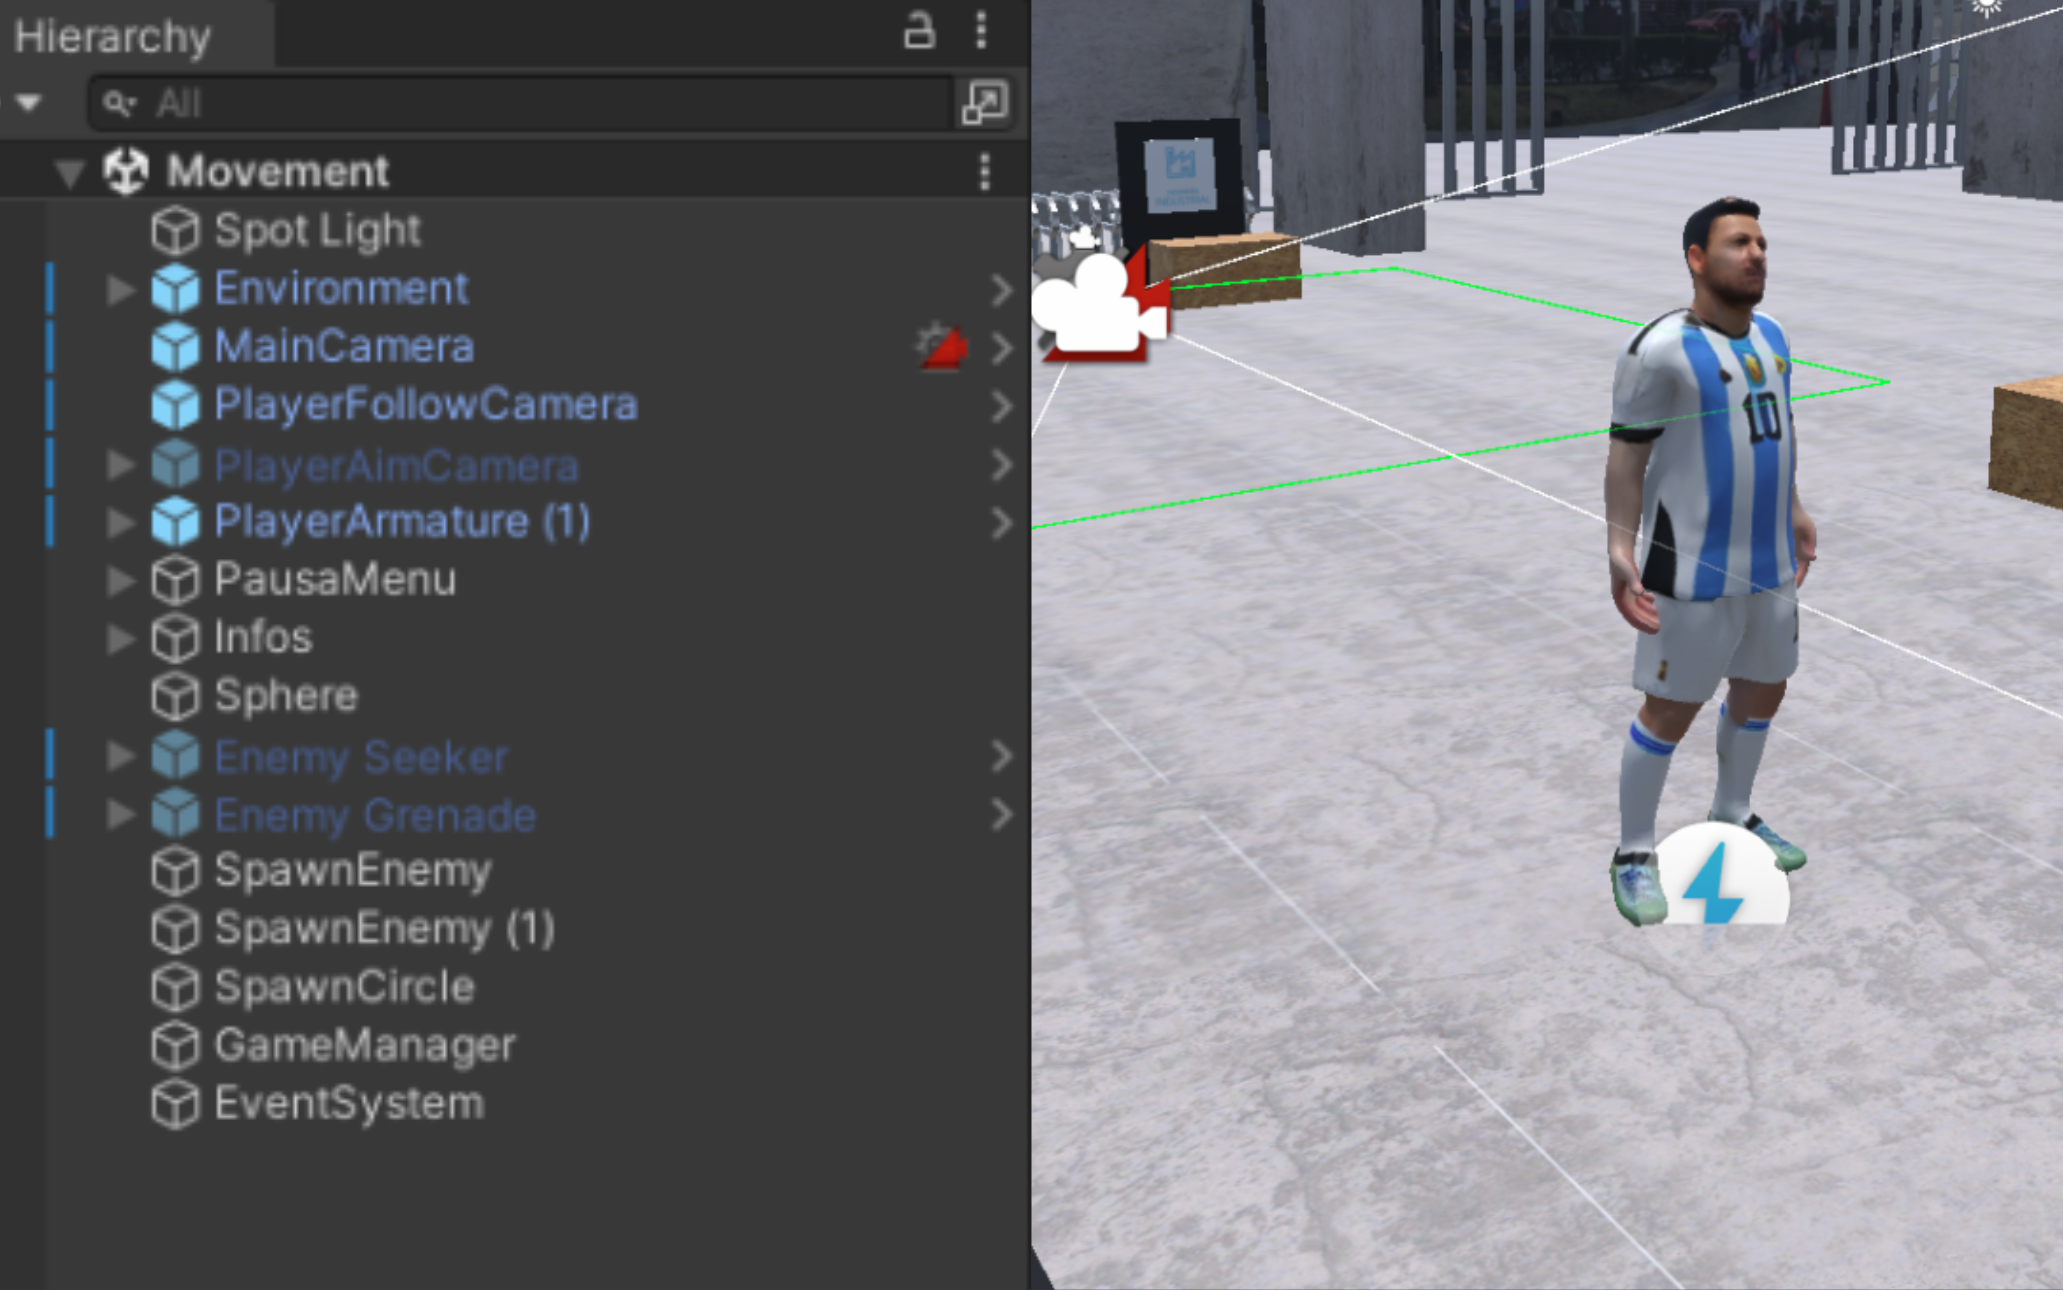 Hierarchy
All
Movement
Spot Light
Environment
MainCamera
PlayerFollowCamera
PlayerAimCamera
PlayerArmature (1)
PausaMenu
Infos
Sphere
Enemy Seeker
Enemy Grenade
SpawnEnemy
SpawnEnemy (1)
SpawnCircle
GameManager
EventSystem
INDUSTRIAL
10